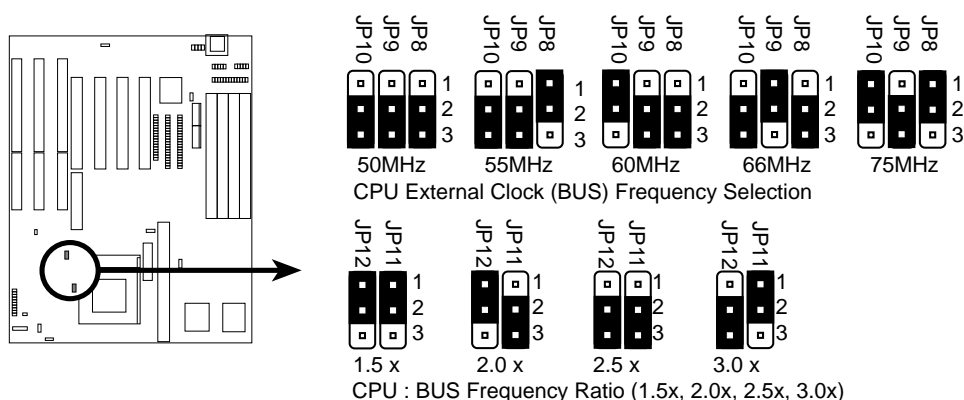 JP10 JP9 JP8 JP10 JP9 JP8 JP10 JP9 JP8 JP10 JP9 JP8 JP10 JP9 JP8
1 1 1 1 1
2 2 2 2 2
3 3 3 3 3
50MHz 55MHz 60MHz 66MHz 75MHz
CPU External Clock (BUS) Frequency Selection
JP12 JP11 JP12 JP11 JP12 JP11 JP12 JP11
1 1 1 1
2 2 2 2
3 3 3 3
1.5 x 2.0 x 2.5 x 3.0 x
CPU : BUS Frequency Ratio (1.5x, 2.0x, 2.5x, 3.0x)